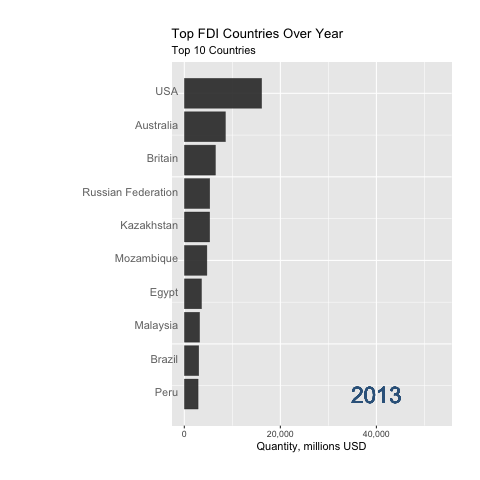 Top FDI Countries Over Year
Top 10 Countries
USA
Australia
Britain
Russian Federation
Kazakhstan
Mozambique
Egypt
Malaysia
Brazil
Peru
2013
0 20,000 40,000
Quantity, millions USD